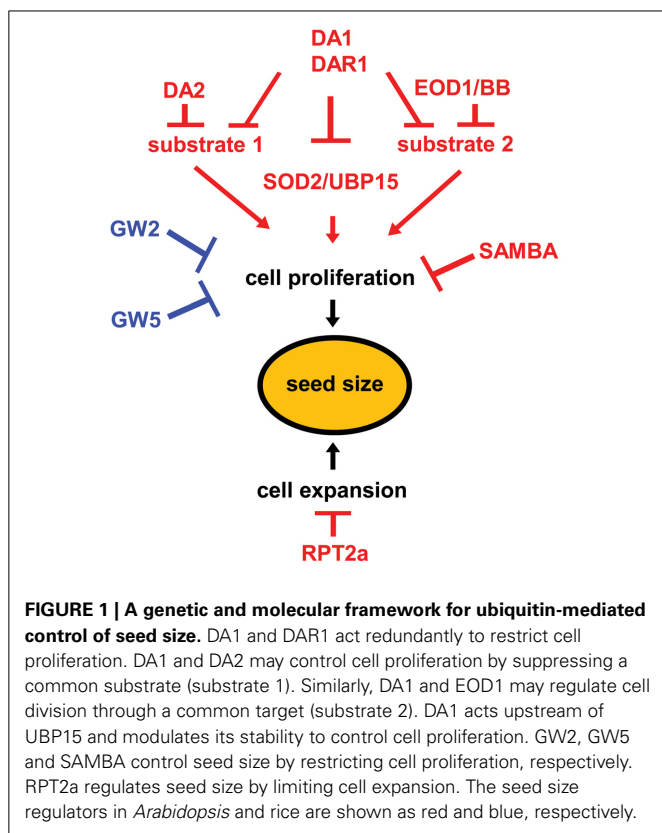 DA1
DAR1
DA2
EOD1/BB
substrate 1
substrate 2
SOD2/UBP15
GW2
SAMBA
cell proliferation
GW5
seed size
cell expansion
RPT2a
FIGURE 1 | A genetic and molecular framework for ubiquitin-mediated
control of seed size. DA1 and DAR1 act redundantly to restrict cell
proliferation. DA1 and DA2 may control cell proliferation by suppressing a
common substrate (substrate 1). Similarly, DA1 and EOD1 may regulate cell
division through a common target (substrate 2). DA1 acts upstream of
UBP15 and modulates its stability to control cell proliferation. GW2, GW5
and SAMBA control seed size by restricting cell proliferation, respectively.
RPT2a regulates seed size by limiting cell expansion. The seed size
regulators in Arabidopsis and rice are shown as red and blue, respectively.